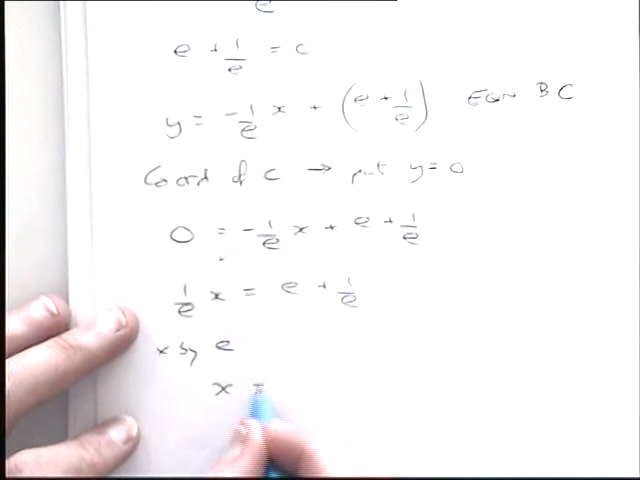 e
e + 1/e = c
y = -1/e x + (e + 1/e) EQN BC
Coord of C → put y = 0
0 = -1/e x + e + 1/e
1/e x = e + 1/e
x by e
x =